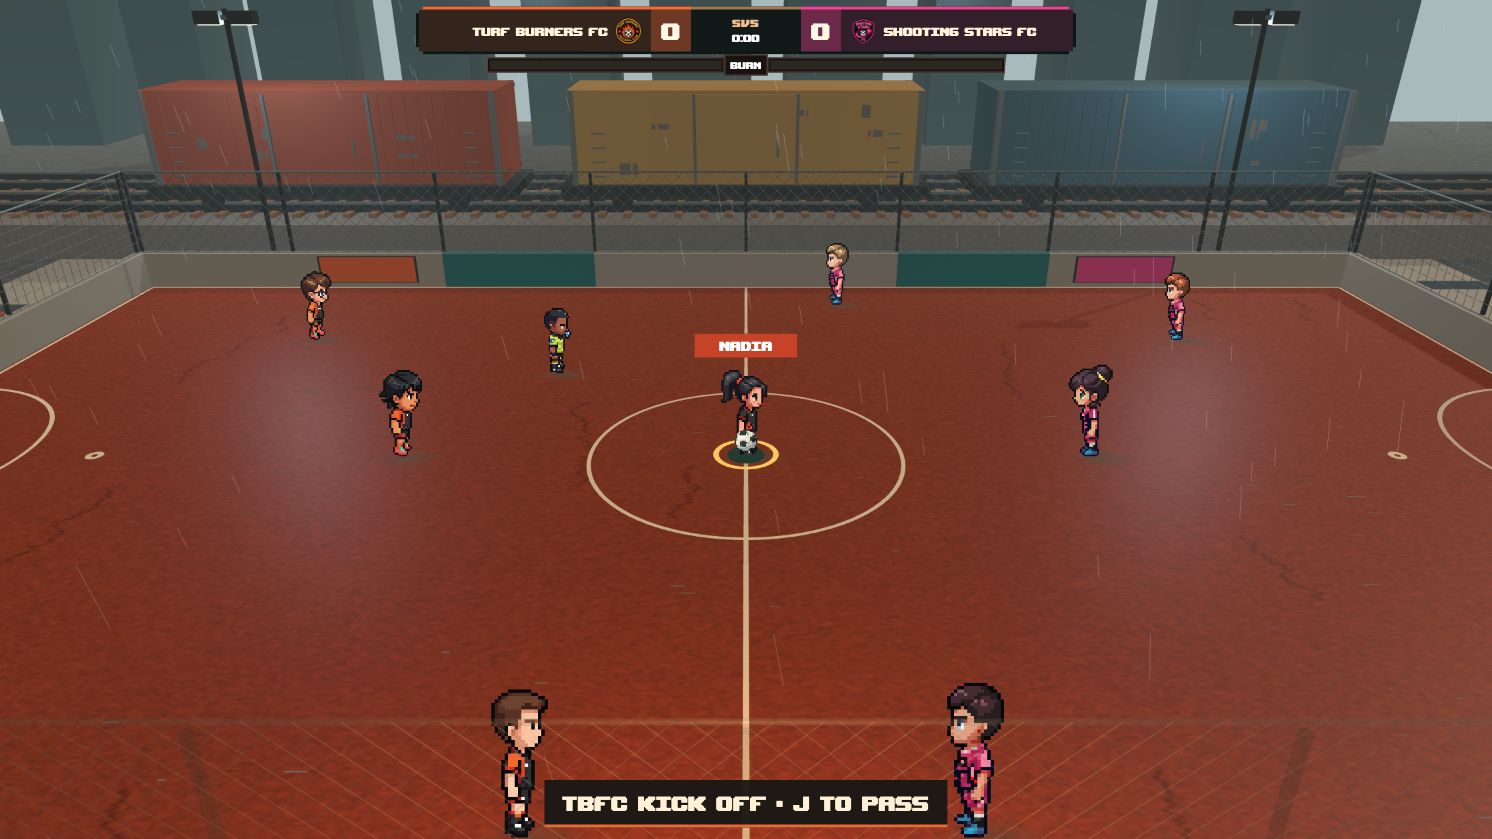 TURF BURNERS FC 0 5V5 0 SHOOTING STARS FC
0:00
BURN
NADIA
TBFC KICK OFF · J TO PASS